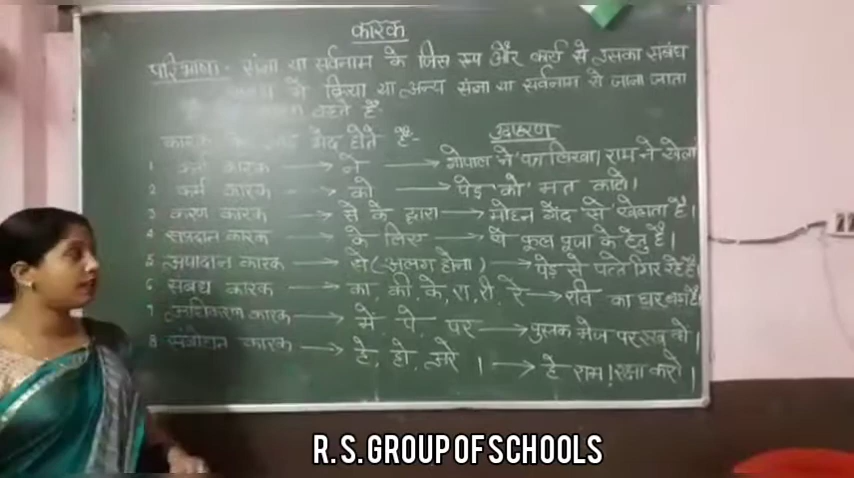 कारक
परिभाषा - संज्ञा या सर्वनाम के जिस रूप और कार्य से उसका संबंध
में क्रिया या अन्य संज्ञा या सर्वनाम से जाना जाता
कहते हैं-
कारक के भेद होते हैं- उदाहरण
1 कर्ता कारक → ने → गोपाल ने पत्र लिखा। राम ने खेला
2 कर्म कारक → को → पेड़ 'को' मत काटो।
3 करण कारक → से के द्वारा → मोहन गेंद 'से' खेलता है।
4 संप्रदान कारक → के लिए → ये फूल पूजा के हेतु है।
5 अपादान कारक → से (अलग होना) → पेड़ से पत्ते गिर रहे हैं।
6 संबंध कारक → का, की, के, रा, री, रे → रवि का घर
7 अधिकरण कारक → में, पे, पर → पुस्तक मेज पर रख दो।
8 संबोधन कारक → हे, हो, अरे । → हे राम! रक्षा करो।
R. S. GROUP OF SCHOOLS